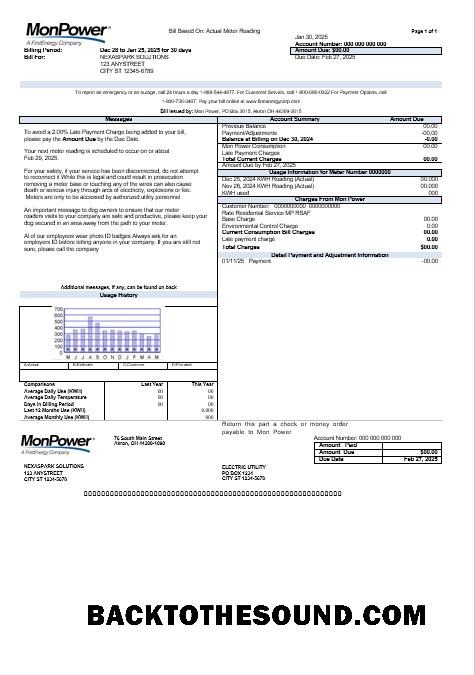 MonPower
A FirstEnergy Company
Bill Based On: Actual Meter Reading
Page 1 of 1
Jan 30, 2025
Billing Period: Dec 28 to Jan 25, 2025 for 30 days
Account Number: 000 000 000 000
Bill For: NEXASPARK SOLUTIONS
Amount Due: $00.00
123 ANYSTREET
Due Date: Feb 27, 2025
CITY ST 12345-6789
To report an emergency or an outage, call 24 hours a day 1-888-544-4877. For Customer Service, call 1-800-686-0022 For Payment Options, call
1-800-736-3407. Pay your bill online at www.firstenergycorp.com
Bill issued by: Mon Power, PO Box 3615, Akron OH 44309-3615
Messages
To avoid a 2.00% Late Payment Charge being added to your bill,
please pay the Amount Due by the Due Date.
Your next meter reading is scheduled to occur on or about
Feb 29, 2025.
For your safety, if your service has been disconnected, do not attempt
to reconnect it While this is legal and could result in prosecution
removing a meter base or touching any of the wires can also cause
death or serious injury through arcs of electricity, explosions or fire.
Meters are only to be accessed by authorized utility personnel
An important message to dog owners to ensure that our meter
readers visits to your company are safe and productive, please keep your
dog secured in an area away from the path to your meter.
All of our employees wear photo ID badges Always ask for an
employers ID before letting anyone in your company. If you are still not
sure, please call the company
Additional messages, if any, can be found on back
Usage History
700
600
500
400
300
200
100
0
M J J A S O N D J F M A M
A-Actual B-Estimate C-Customer
Comparisons Last Year This Year
Average Daily Use (KWH) 00 00
Average Daily Temperature 00 00
Days in Billing Period 00 00
Last 12 Months Use (KWH) 0.000
Average Monthly Use (KWH) 000
Account Summary Amount Due
Previous Balance 00.00
Payment/Adjustments -00.00
Balance at Billing on Dec 30, 2024 -0.00
Mon Power Consumption 00.00
Late Payment Charges
Total Current Charges 00.00
Amount Due by Feb 27, 2025
Usage Information for Meter Number 0000000
Dec 25, 2024 KWH Reading (Actual) 00.000
Nov 26, 2024 KWH Reading (Actual) 00.000
KWH used 000
Charges From Mon Power
Customer Number: 0000000000 0000000000
Rate Residential Service MP RSAF
Base Charge 00.00
Environmental Control Charge 0.00
Current Consumption Bill Charges 00.00
Late payment charge 0.00
Total Charges $00.00
Detail Payment and Adjustment Information
01/11/25 Payment -00.00
Return this part a check or money order
payable to Mon Power
MonPower
A FirstEnergy Company
76 South Main Street
Akron, OH 44308-1890
Account Number: 000 000 000 000
Amount Paid
Amount Due $00.00
Due Date Feb 27, 2025
NEXASPARK SOLUTIONS
123 ANYSTREET
CITY ST 12345-6789
ELECTRIC UTILITY
PO BOX 1234
CITY ST 12345-5678
BACKTOTHESOUND.COM